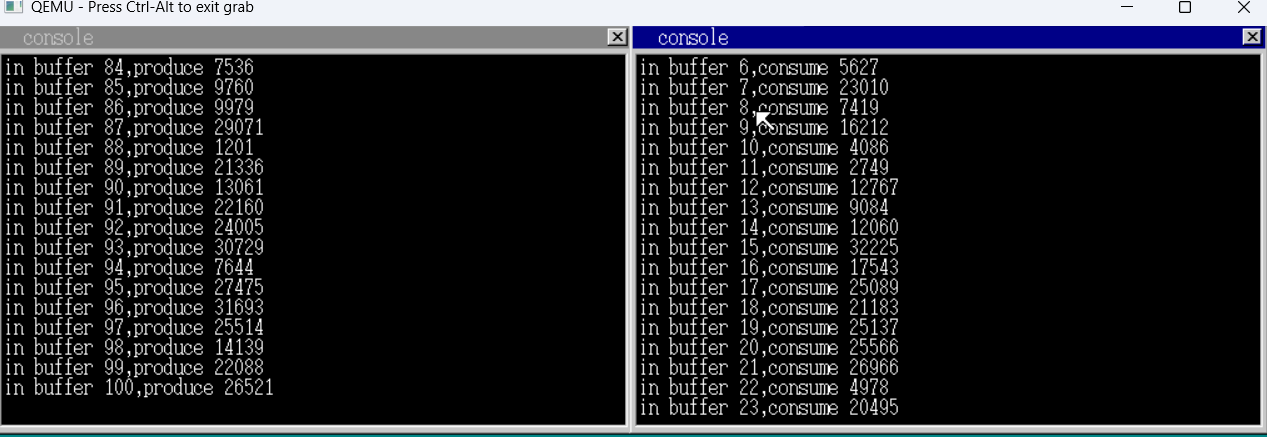 QEMU - Press Ctrl-Alt to exit grab
console
in buffer 84,produce 7536
in buffer 85,produce 9760
in buffer 86,produce 9979
in buffer 87,produce 29071
in buffer 88,produce 1201
in buffer 89,produce 21336
in buffer 90,produce 13061
in buffer 91,produce 22160
in buffer 92,produce 24005
in buffer 93,produce 30729
in buffer 94,produce 7644
in buffer 95,produce 27475
in buffer 96,produce 31693
in buffer 97,produce 25514
in buffer 98,produce 14139
in buffer 99,produce 22088
in buffer 100,produce 26521
console
in buffer 6,consume 5627
in buffer 7,consume 23010
in buffer 8,consume 7419
in buffer 9,consume 16212
in buffer 10,consume 4086
in buffer 11,consume 2749
in buffer 12,consume 12767
in buffer 13,consume 9084
in buffer 14,consume 12060
in buffer 15,consume 32225
in buffer 16,consume 17543
in buffer 17,consume 25089
in buffer 18,consume 21183
in buffer 19,consume 25137
in buffer 20,consume 25566
in buffer 21,consume 26966
in buffer 22,consume 4978
in buffer 23,consume 20495